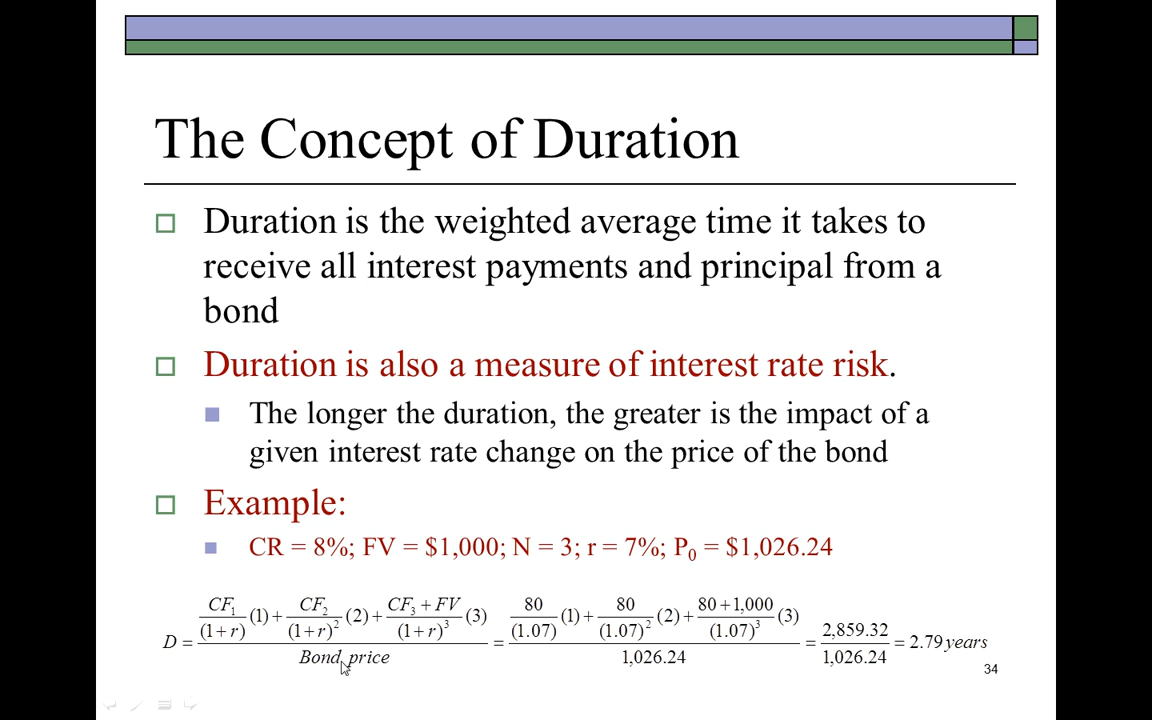 The Concept of Duration
Duration is the weighted average time it takes to
receive all interest payments and principal from a
bond
Duration is also a measure of interest rate risk.
The longer the duration, the greater is the impact of a
given interest rate change on the price of the bond
Example:
CR = 8%; FV = $1,000; N = 3; r = 7%; P₀ = $1,026.24
D = (CF₁/(1+r) (1) + CF₂/(1+r)² (2) + CF₃ + FV/(1+r)³ (3)) / Bond price = (80/(1.07) (1) + 80/(1.07)² (2) + 80+1,000/(1.07)³ (3)) / 1,026.24 = 2,859.32/1,026.24 = 2.79 years
34